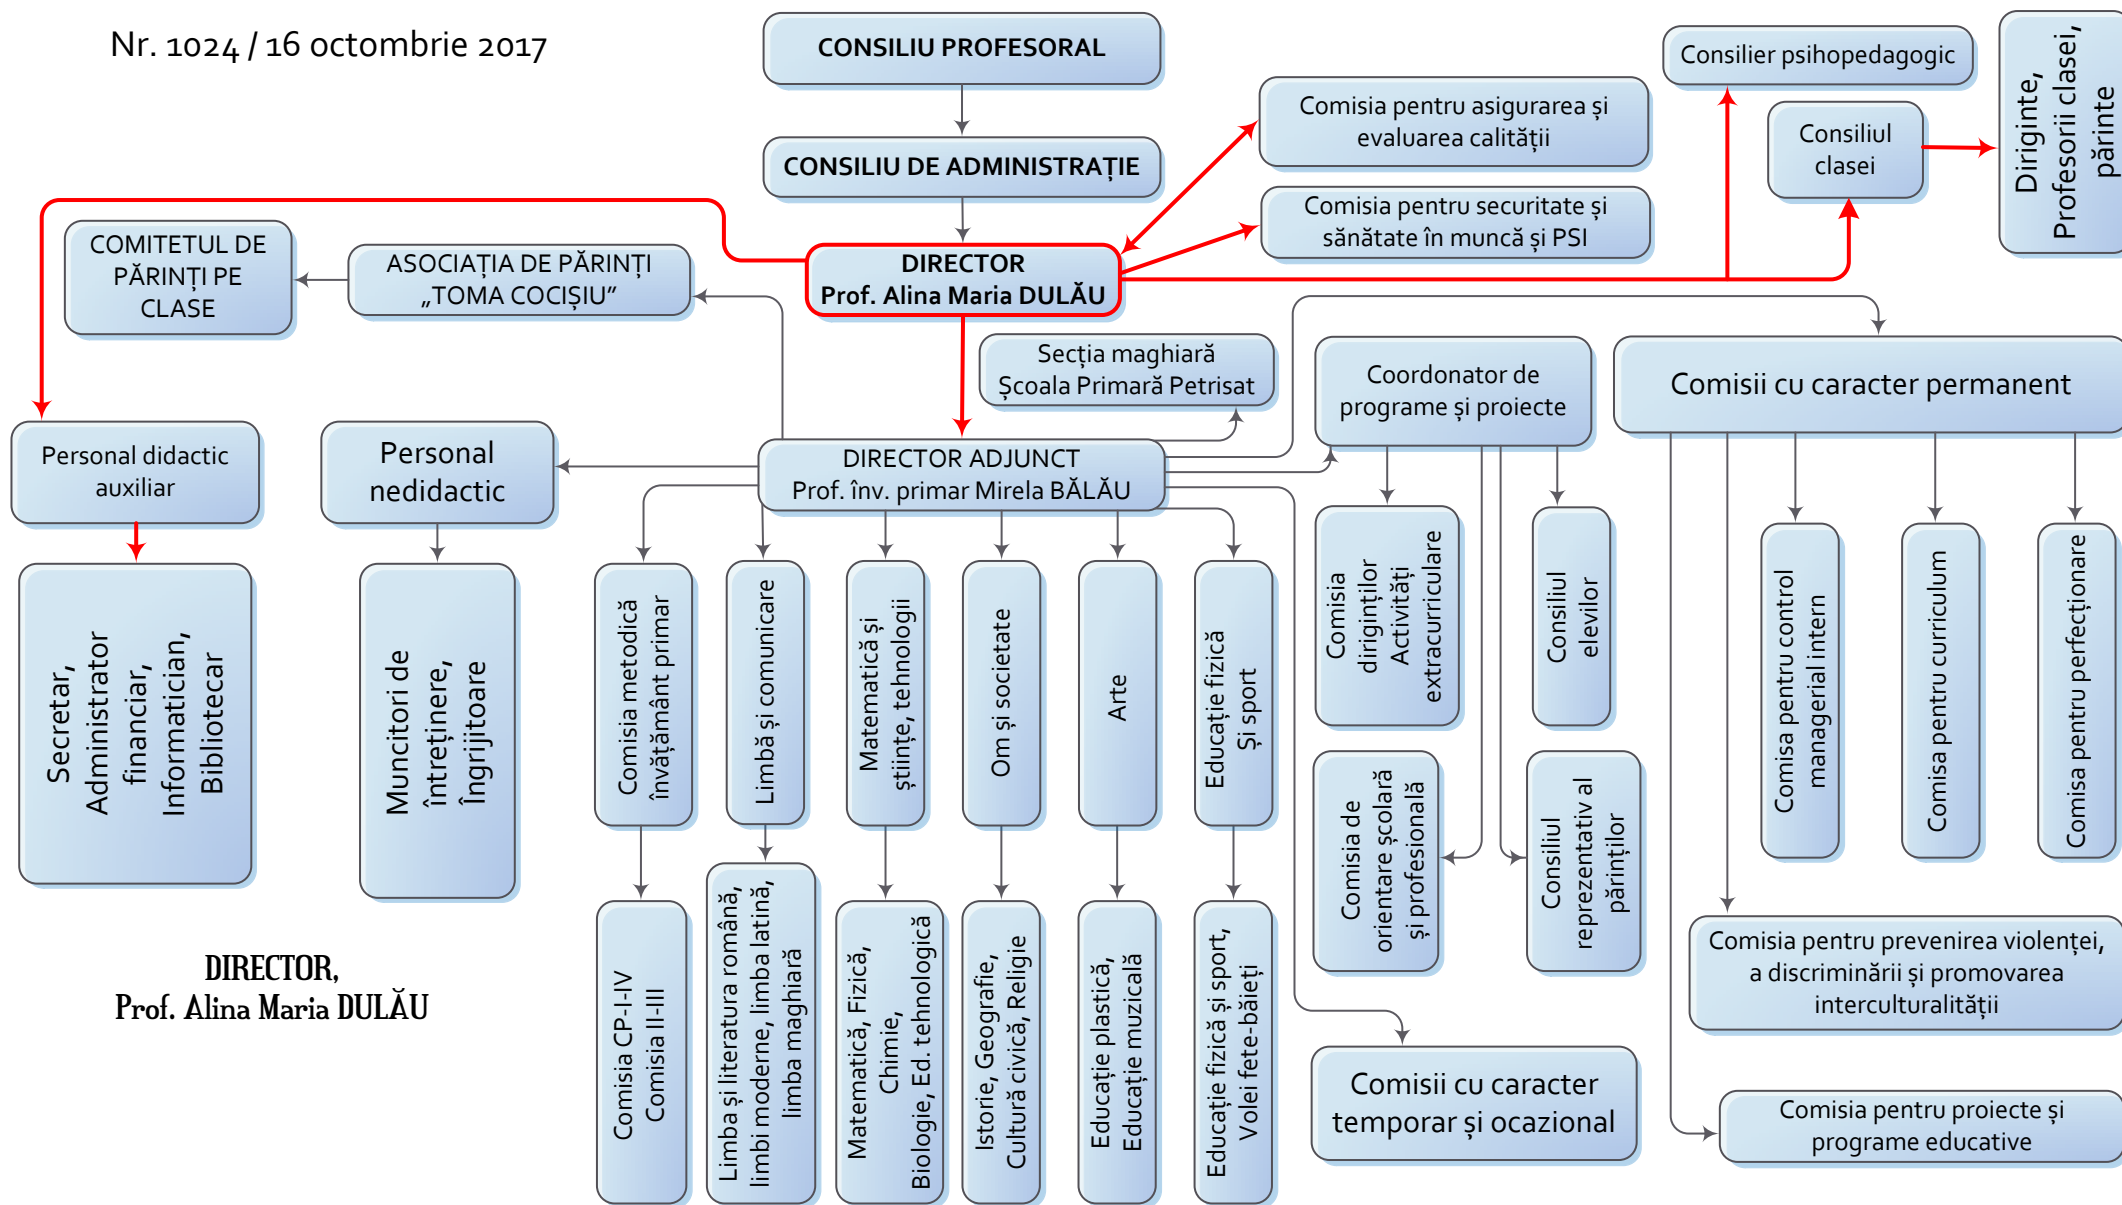 Nr. 1024 / 16 octombrie 2017
CONSILIU PROFESORAL
CONSILIU DE ADMINISTRAȚIE
Comisia pentru asigurarea și
evaluarea calității
Comisia pentru securitate și
sănătate în muncă și PSI
Consilier psihopedagogic
Consiliul
clasei
Diriginte,
Profesorii clasei,
părinte
COMITETUL DE
PĂRINȚI PE
CLASE
ASOCIAȚIA DE PĂRINȚI
„TOMA COCIȘIU”
DIRECTOR
Prof. Alina Maria DULĂU
Secția maghiară
Școala Primară Petrisat
Coordonator de
programe și proiecte
Comisii cu caracter permanent
Personal didactic
auxiliar
Personal
nedidactic
DIRECTOR ADJUNCT
Prof. înv. primar Mirela BĂLĂU
Secretar,
Administrator
financiar,
Informatician,
Bibliotecar
Muncitori de
întreținere,
Îngrijitoare
Comisia metodică
învățământ primar
Limbă și comunicare
Matematică și
științe, tehnologii
Om și societate
Arte
Educație fizică
Și sport
Comisia
diriginților
Activități
extracurriculare
Consiliul
elevilor
Comisa pentru control
managerial intern
Comisa pentru curriculum
Comisa pentru perfecționare
Comisia de
orientare școlară
și profesională
Consiliul
reprezentativ al
părinților
Comisia CP-I-IV
Comisia II-III
Limba și literatura română,
limbi moderne, limba latină,
limba maghiară
Matematică, Fizică,
Chimie,
Biologie, Ed. tehnologică
Istorie, Geografie,
Cultură civică, Religie
Educație plastică,
Educație muzicală
Educație fizică și sport,
Volei fete-băieți
Comisia pentru prevenirea violenței,
a discriminării și promovarea
interculturalității
Comisii cu caracter
temporar și ocazional
Comisia pentru proiecte și
programe educative
DIRECTOR,
Prof. Alina Maria DULĂU